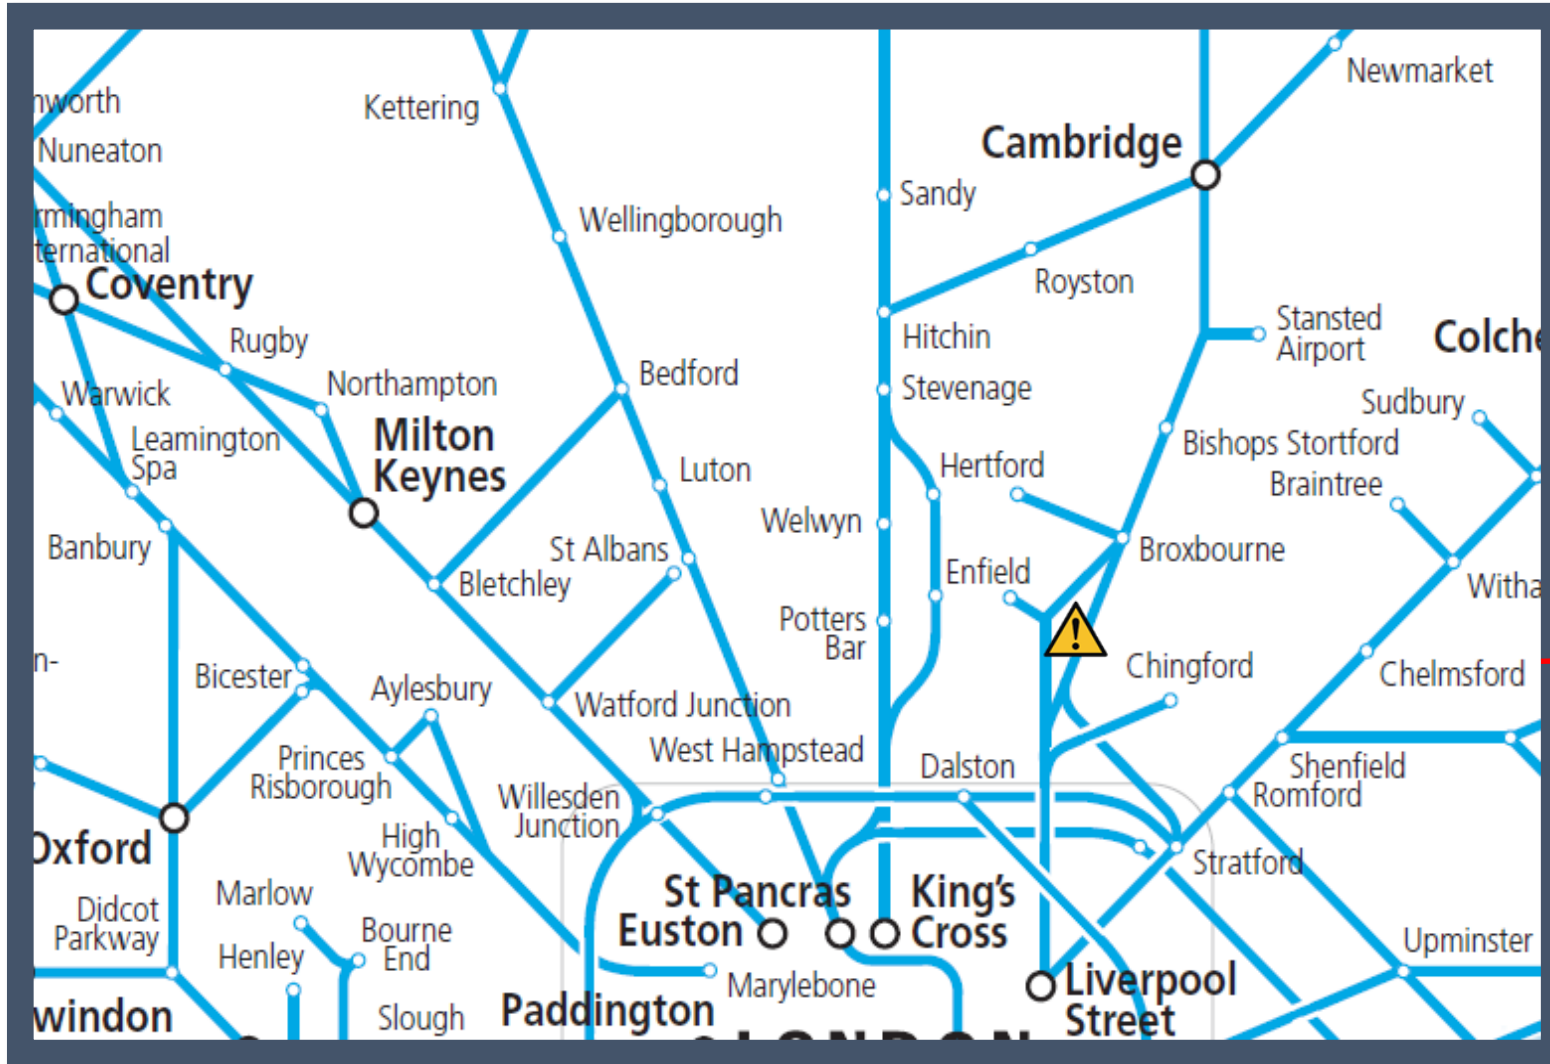 Newmarket
nworth
Kettering
Cambridge
Nuneaton
Sandy
rmingham
ternational
Wellingborough
Royston
Coventry
Stansted
Airport
Hitchin
Colche
Rugby
Bedford
Northampton
Stevenage
Warwick
Sudbury
Milton
Keynes
Leamington
Spa
Bishops Stortford
Hertford
Luton
Braintree
Welwyn
Banbury
St Albans
Broxbourne
Enfield
Bletchley
Witha
Potters
Bar
n-
Chingford
Bicester
Aylesbury
Chelmsford
Watford Junction
West Hampstead
Princes
Risborough
Dalston
Shenfield
Romford
Willesden
Junction
High
Wycombe
Oxford
Stratford
St Pancras
King's
Cross
Marlow
Euston
Didcot
Parkway
Bourne
End
Upminster
Henley
Liverpool
Street
Marylebone
Paddington
windon
Slough
LONDON